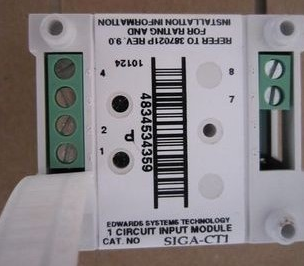 REFER TO 387021P REV. 9.0
FOR RATING AND
INSTALLATION INFORMATION
4
10124
8
7
4834534359
2
1
EDWARDS SYSTEMS TECHNOLOGY
1 CIRCUIT INPUT MODULE
CAT. NO SIGA-CT1